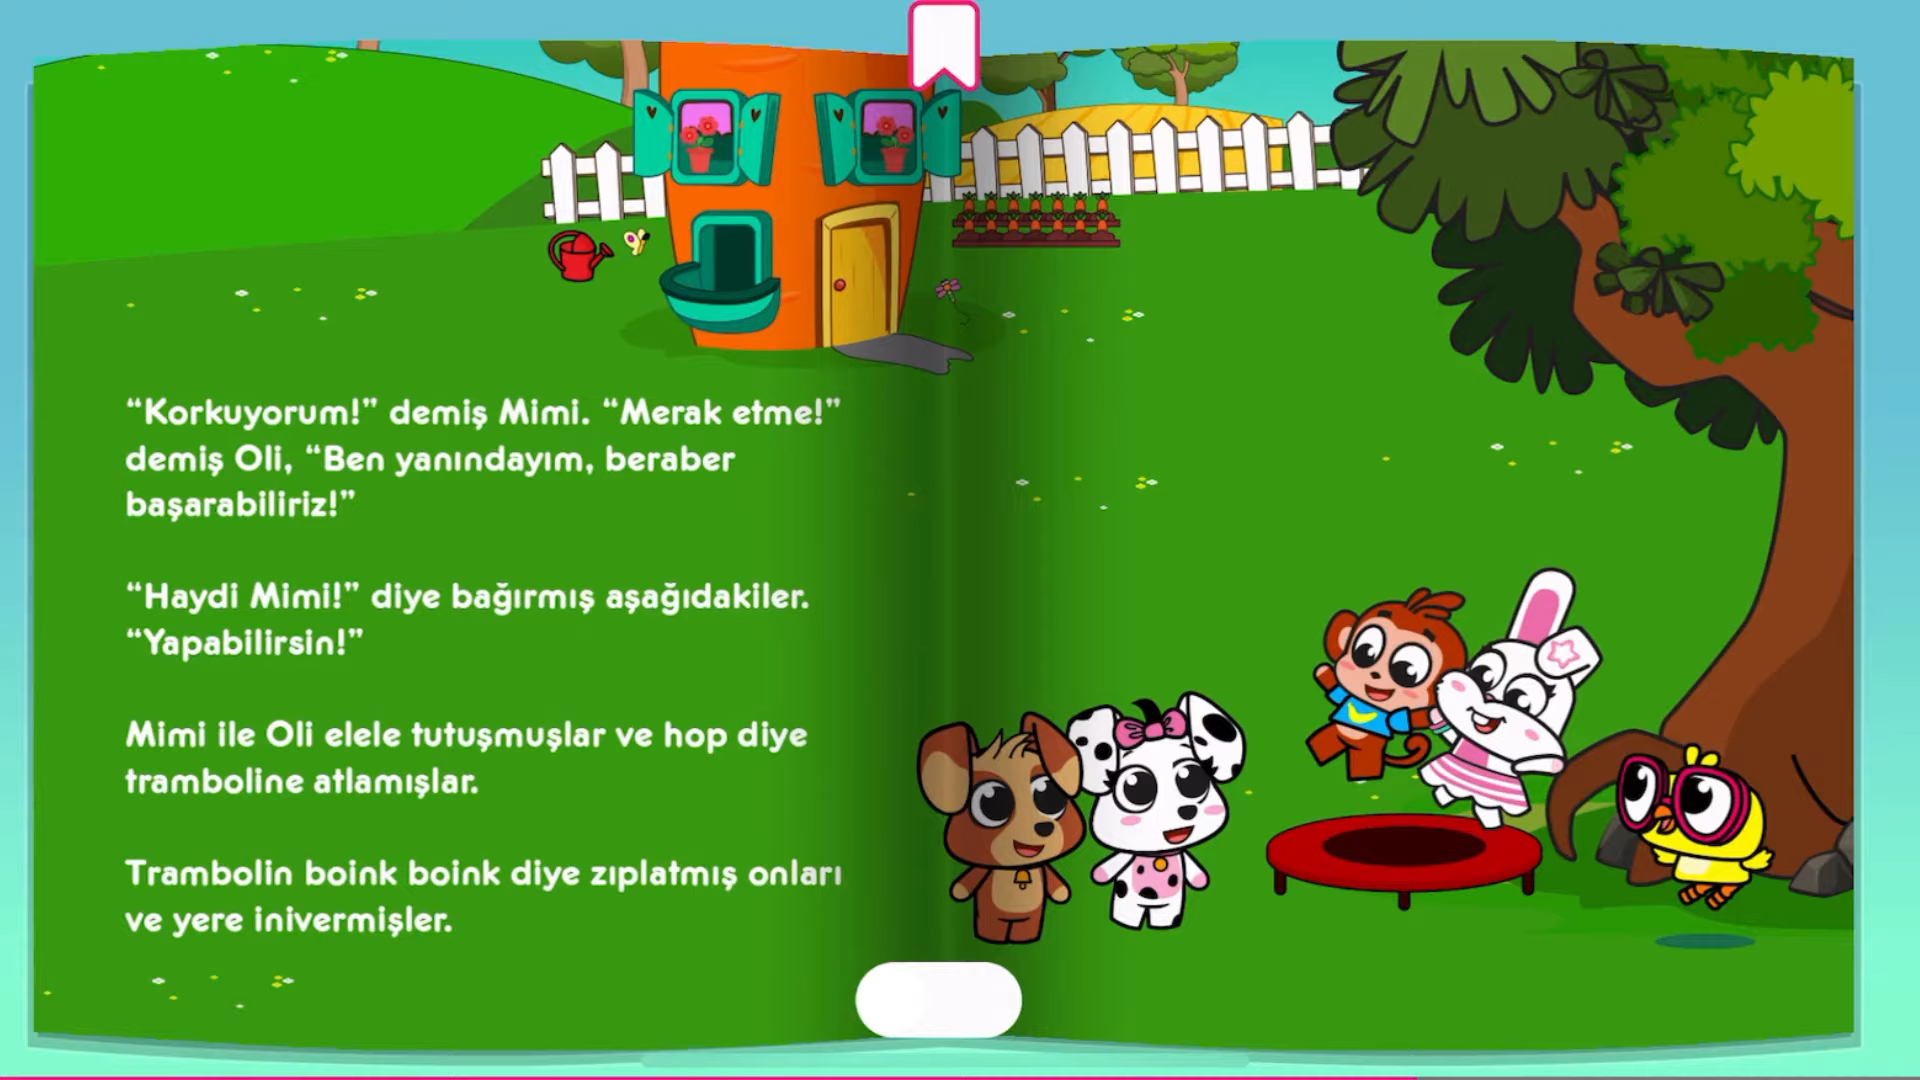 “Korkuyorum!” demiş Mimi. “Merak etme!”
demiş Oli, “Ben yanındayım, beraber
başarabiliriz!”
“Haydi Mimi!” diye bağırmış aşağıdakiler.
“Yapabilirsin!”
Mimi ile Oli elele tutuşmuşlar ve hop diye
tramboline atlamışlar.
Trambolin boink boink diye zıplatmış onları
ve yere inivermişler.